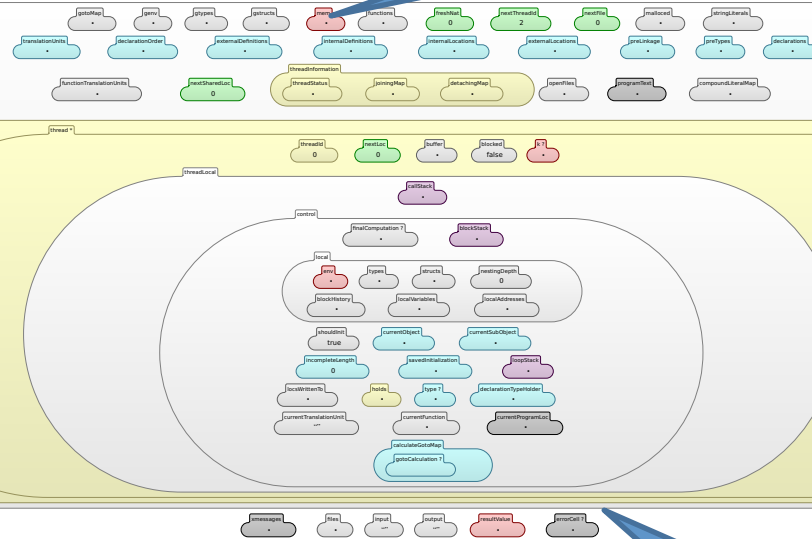 gotoMap genv gtypes gstructs mem functions freshNat nextThreadId nextFile malloced stringLiterals
• • • • • • 0 2 0 • •
translationUnits declarationOrder externalDefinitions internalDefinitions internalLocations externalLocations preLinkage preTypes declarations
• • • • • • • • •
threadInformation
functionTranslationUnits nextSharedLoc threadStatus joiningMap detachingMap openFiles programText compoundLiteralMap
• 0 • • • • • •
thread *
threadId nextLoc buffer blocked k ?
0 0 • false •
threadLocal
callStack
•
control
finalComputation ? blockStack
• •
local
env types structs nestingDepth
• • • 0
blockHistory localVariables localAddresses
• • •
shouldInit currentObject currentSubObject
true • •
incompleteLength savedInitialization loopStack
0 • •
locsWrittenTo holds type ? declarationTypeHolder
• • • •
currentTranslationUnit currentFunction currentProgramLoc
"" • •
calculateGotoMap
gotoCalculation ?
•
xmessages files input output resultValue errorCell ?
• • "" "" • •